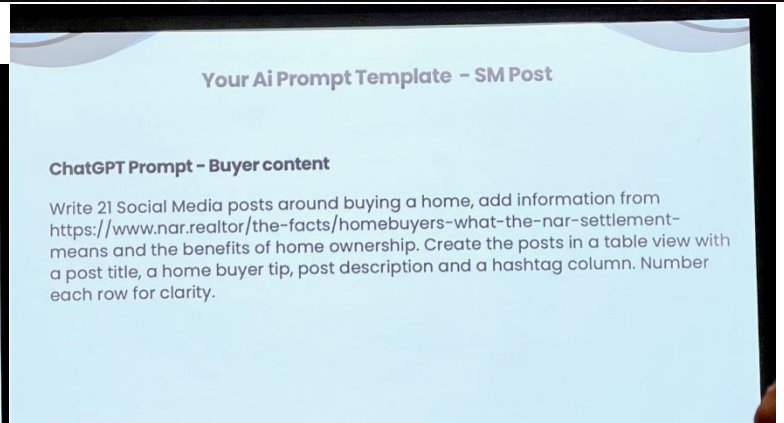 Your Ai Prompt Template - SM Post
ChatGPT Prompt - Buyer content
Write 21 Social Media posts around buying a home, add information from
https://www.nar.realtor/the-facts/homebuyers-what-the-nar-settlement-
means and the benefits of home ownership. Create the posts in a table view with
a post title, a home buyer tip, post description and a hashtag column. Number
each row for clarity.